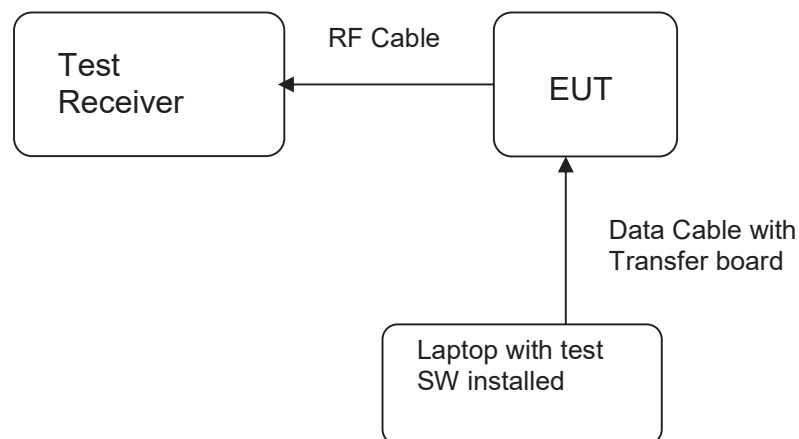 Test
Receiver
RF Cable
EUT
Data Cable with
Transfer board
Laptop with test
SW installed